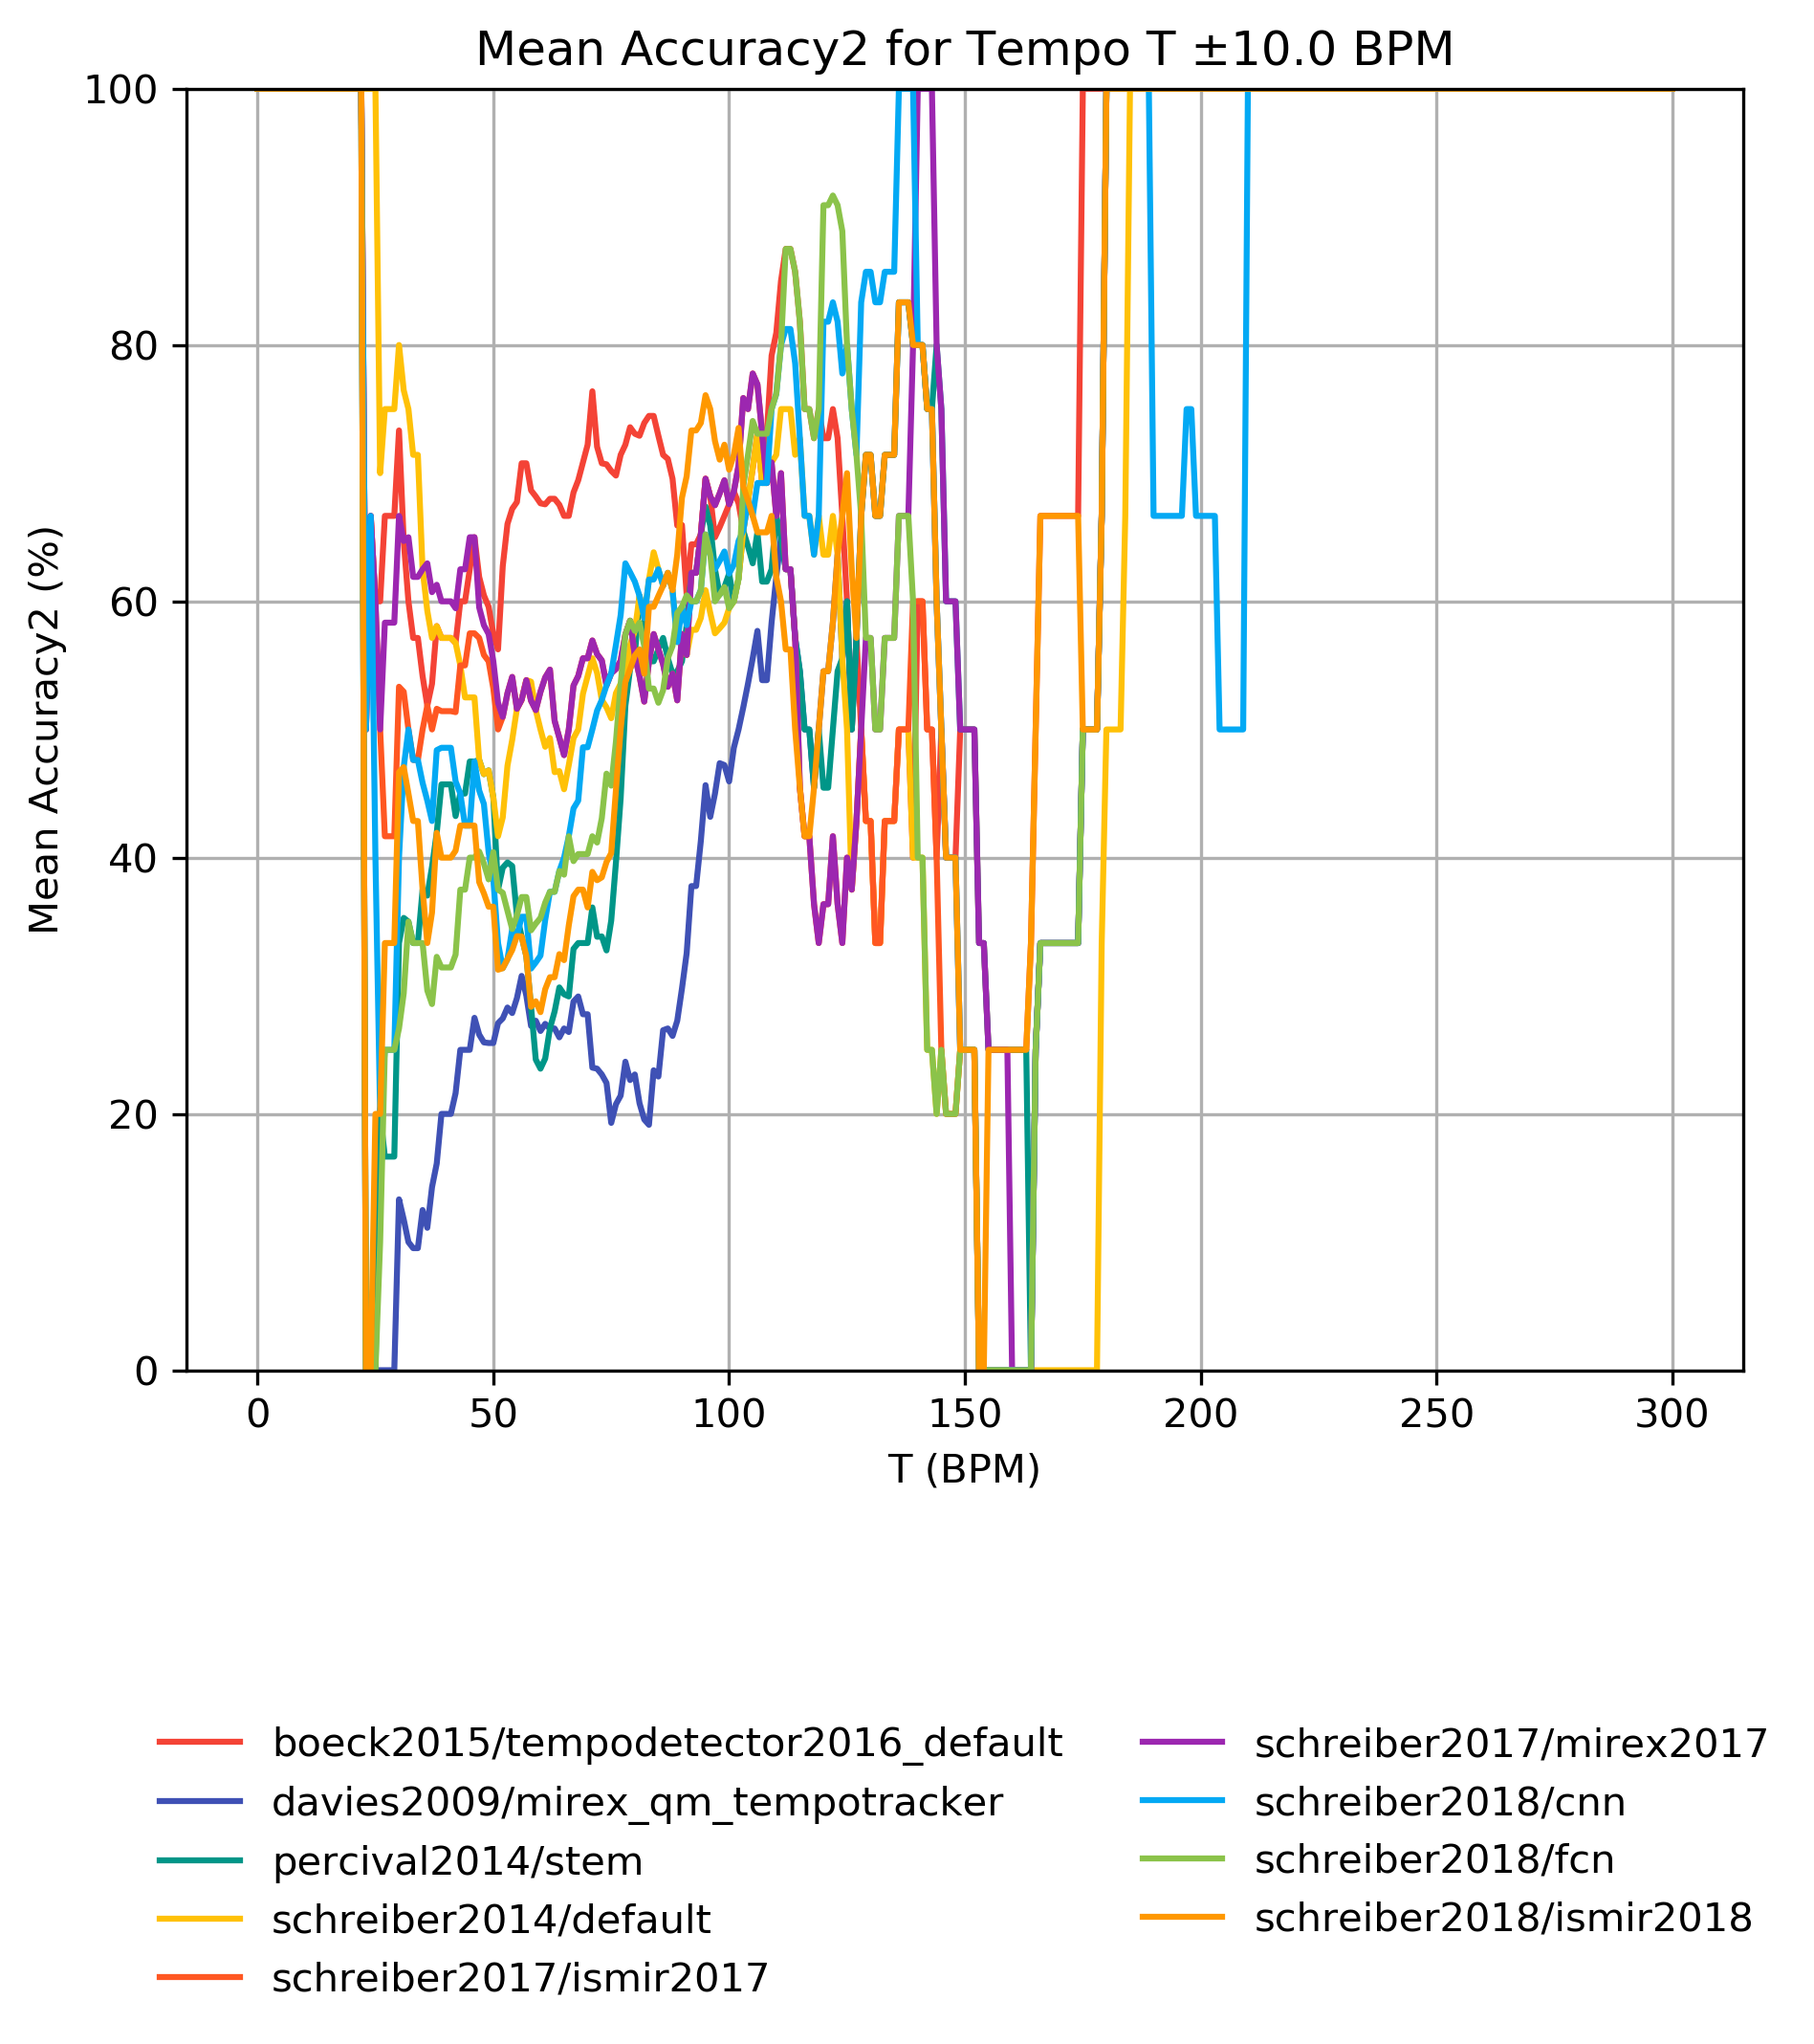 Mean Accuracy2 for Tempo T ±10.0 BPM
100
80
60
40
20
0
Mean Accuracy2 (%)
0 50 100 150 200 250 300
T (BPM)
boeck2015/tempodetector2016_default
davies2009/mirex_qm_tempotracker
percival2014/stem
schreiber2014/default
schreiber2017/ismir2017
schreiber2017/mirex2017
schreiber2018/cnn
schreiber2018/fcn
schreiber2018/ismir2018